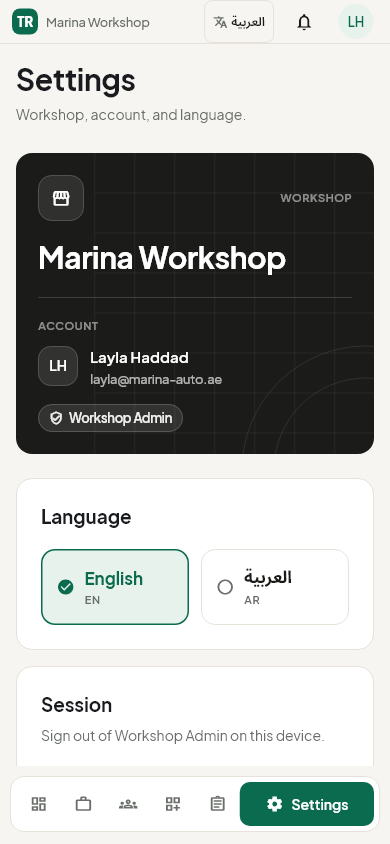 TR Marina Workshop العربية LH
Settings
Workshop, account, and language.
WORKSHOP
Marina Workshop
ACCOUNT
LH
Layla Haddad
layla@marina-auto.ae
Workshop Admin
Language
English
EN
العربية
AR
Session
Sign out of Workshop Admin on this device.
Settings